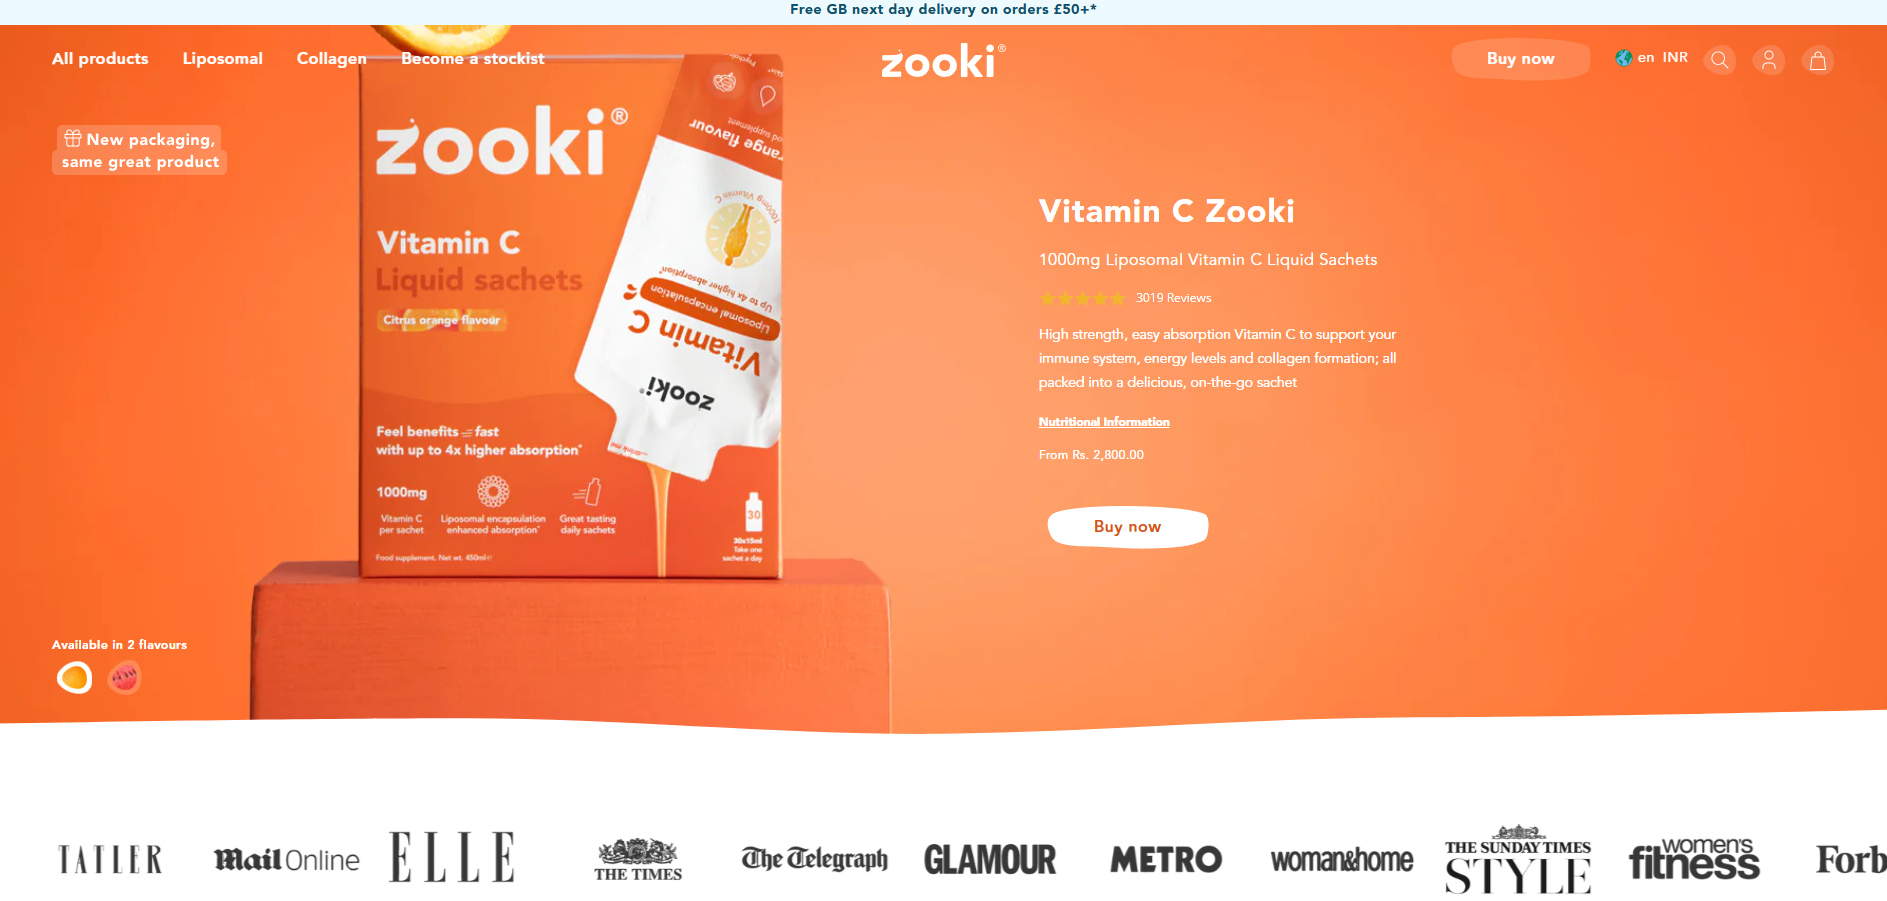 Free GB next day delivery on orders £50+*
All products
Liposomal
Collagen
Become a stockist
zooki®
Buy now
en INR
New packaging,
same great product
zooki®
Vitamin C
Liquid sachets
Citrus orange flavour
Feel benefits fast
with up to 4x higher absorption*
1000mg
Vitamin C
per sachet
Liposomal encapsulation
enhanced absorption*
Great tasting
daily sachets
Food supplement. Net wt. 450ml e
30
30x15ml
Take one
sachet a day
range flavour
1000mg Vitamin C
Up to 4x higher absorption*
Liposomal encapsulation
Vitamin C
zooki®
...drink me
Vitamin C Zooki
1000mg Liposomal Vitamin C Liquid Sachets
3019 Reviews
High strength, easy absorption Vitamin C to support your
immune system, energy levels and collagen formation; all
packed into a delicious, on-the-go sachet
Nutritional Information
From Rs. 2,800.00
Buy now
Available in 2 flavours
TATLER
Mail Online
ELLE
THE TIMES
The Telegraph
GLAMOUR
METRO
woman&home
THE SUNDAY TIMES
STYLE
women's
fitness
Forb